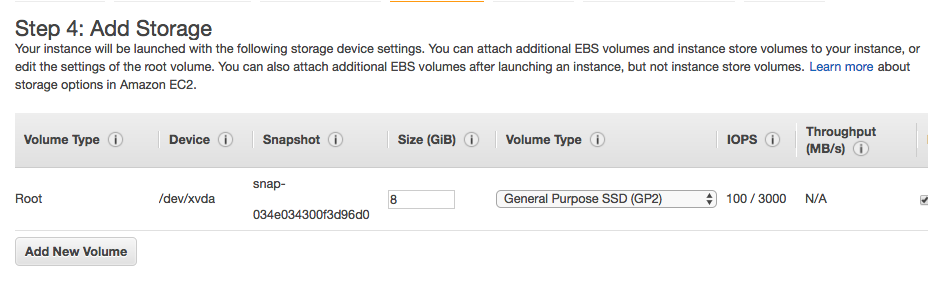 Step 4: Add Storage
Your instance will be launched with the following storage device settings. You can attach additional EBS volumes and instance store volumes to your instance, or
edit the settings of the root volume. You can also attach additional EBS volumes after launching an instance, but not instance store volumes. Learn more about
storage options in Amazon EC2.
Volume Type i Device i Snapshot i Size (GiB) i Volume Type i IOPS i Throughput
(MB/s) i
snap-
Root /dev/xvda 8 General Purpose SSD (GP2) 100 / 3000 N/A
034e034300f3d96d0
Add New Volume